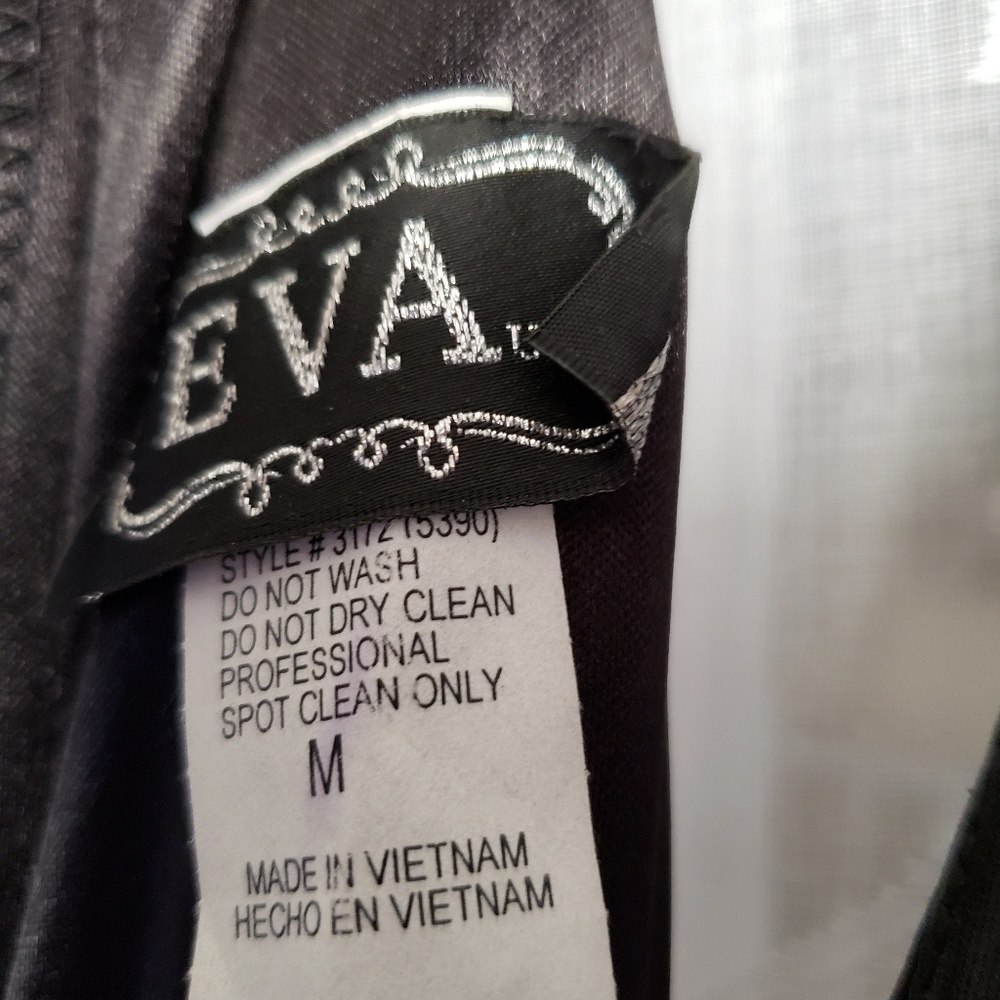 EVA
STYLE # 3172 (5390)
DO NOT WASH
DO NOT DRY CLEAN
PROFESSIONAL
SPOT CLEAN ONLY
M
MADE IN VIETNAM
HECHO EN VIETNAM